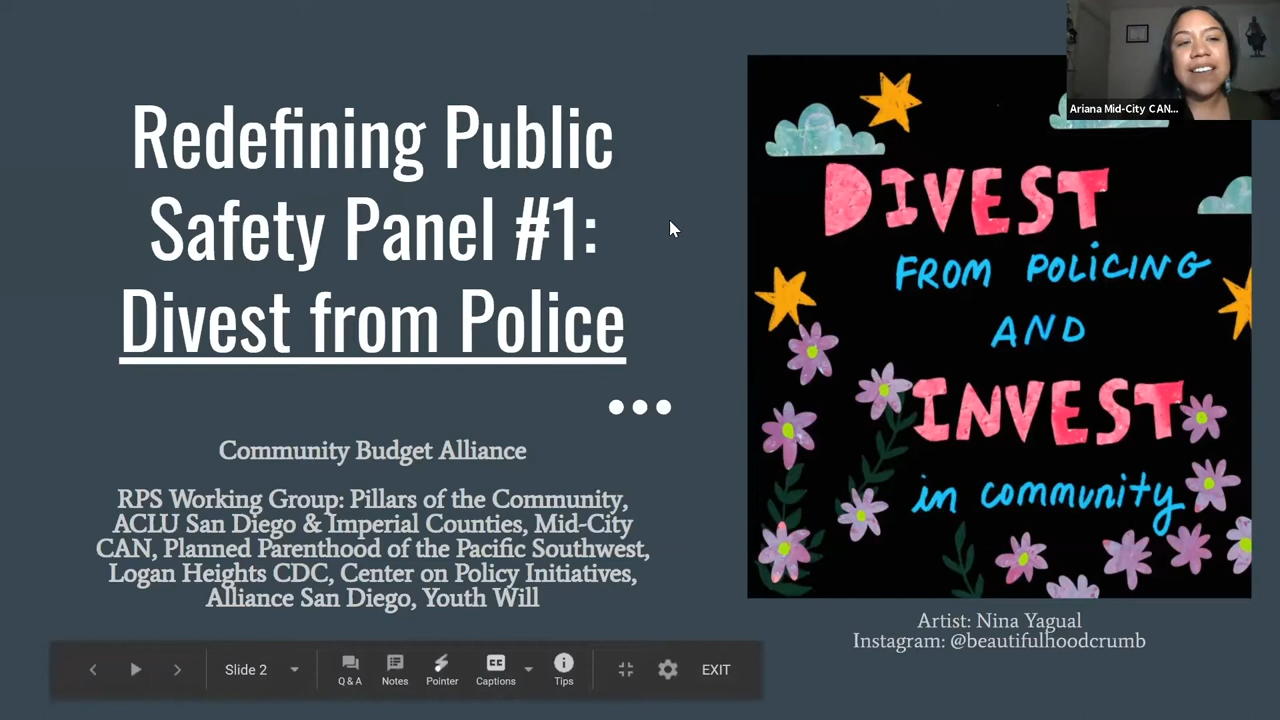 Redefining Public
Safety Panel #1:
Divest from Police
Community Budget Alliance
RPS Working Group: Pillars of the Community,
ACLU San Diego & Imperial Counties, Mid-City
CAN, Planned Parenthood of the Pacific Southwest,
Logan Heights CDC, Center on Policy Initiatives,
Alliance San Diego, Youth Will
Ariana Mid-City CAN...
DIVEST
FROM POLICING
AND
INVEST
in community
Artist: Nina Yagual
Instagram: @beautifulhoodcrumb
Slide 2
Q & A
Notes
Pointer
CC
Captions
Tips
EXIT